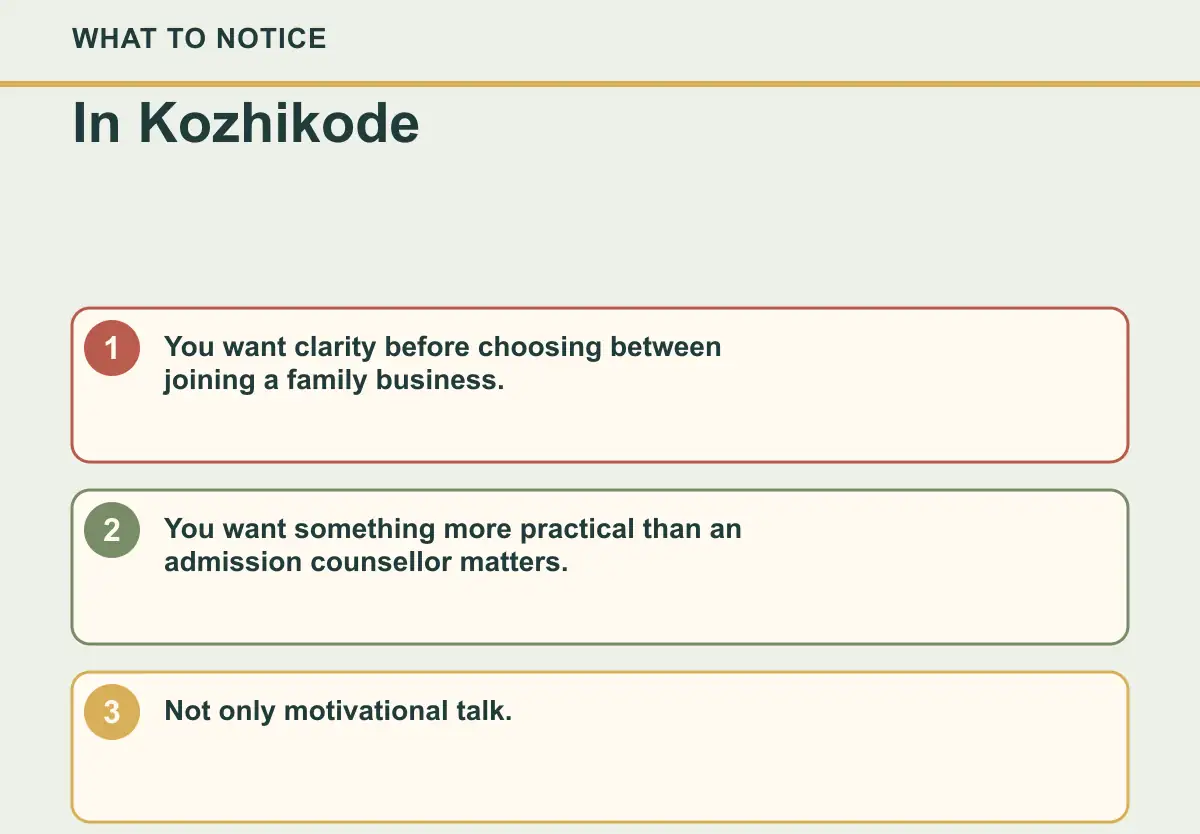 WHAT TO NOTICE
In Kozhikode
1
You want clarity before choosing between
joining a family business.
2
You want something more practical than an
admission counsellor matters.
3
Not only motivational talk.